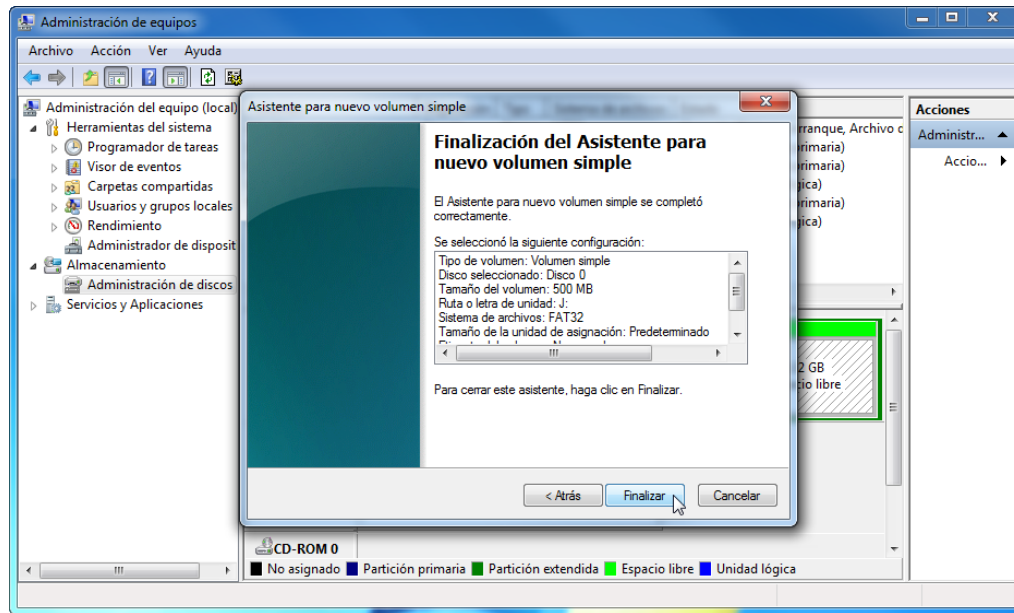 Administración de equipos
Archivo Acción Ver Ayuda
Administración del equipo (local)
Herramientas del sistema
Programador de tareas
Visor de eventos
Carpetas compartidas
Usuarios y grupos locales
Rendimiento
Administrador de disposit
Almacenamiento
Administración de discos
Servicios y Aplicaciones
Asistente para nuevo volumen simple
Finalización del Asistente para
nuevo volumen simple
El Asistente para nuevo volumen simple se completó
correctamente.
Se seleccionó la siguiente configuración:
Tipo de volumen: Volumen simple
Disco seleccionado: Disco 0
Tamaño del volumen: 500 MB
Ruta o letra de unidad: J:
Sistema de archivos: FAT32
Tamaño de la unidad de asignación: Predeterminado
Para cerrar este asistente, haga clic en Finalizar.
< Atrás Finalizar Cancelar
rranque, Archivo c
rimaria)
rimaria)
gica)
rimaria)
gica)
2 GB
cio libre
CD-ROM 0
No asignado Partición primaria Partición extendida Espacio libre Unidad lógica
Acciones
Administr...
Accio...